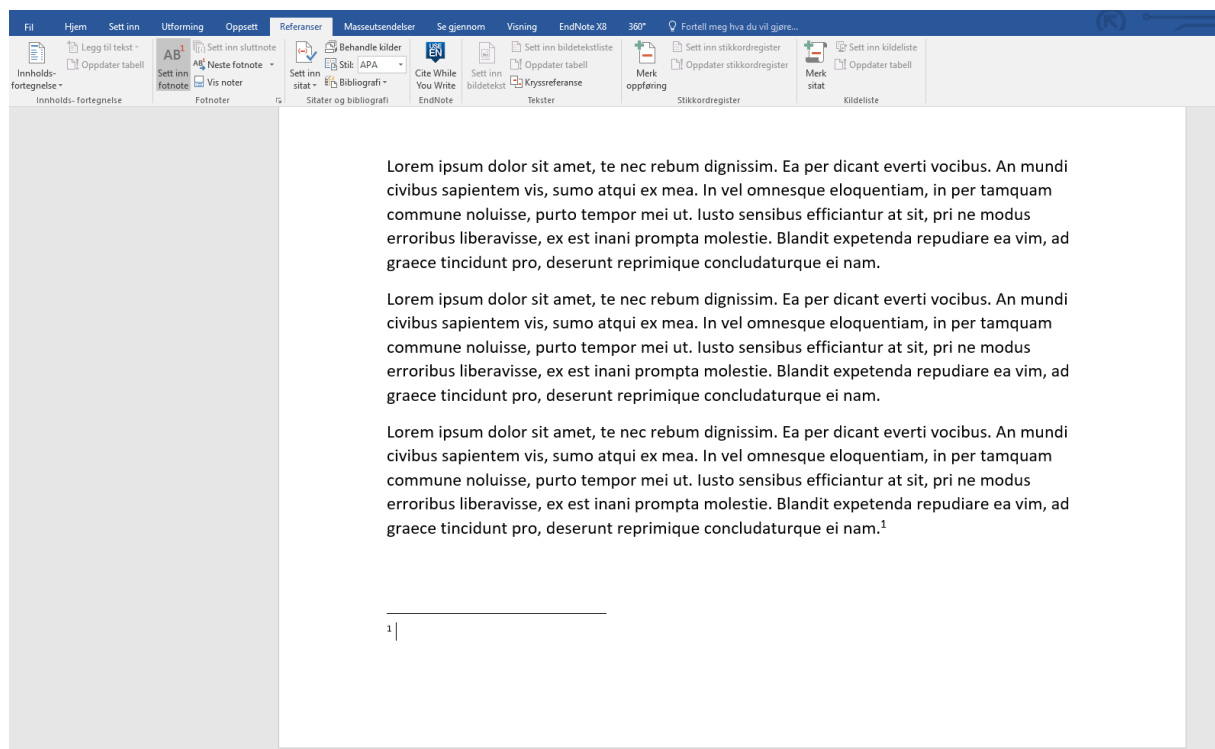 Fil Hjem Sett inn Utforming Oppsett Referanser Masseutsendelser Se gjennom Visning EndNote X8 360° Fortell meg hva du vil gjøre...
Innholds-
fortegnelse
Legg til tekst
Oppdater tabell
Innholds- fortegnelse
AB1
Sett inn
fotnote
Sett inn sluttnote
AB1 Neste fotnote
Vis noter
Fotnoter
Sett inn
sitat
Behandle kilder
Stil: APA
Bibliografi
Sitater og bibliografi
Cite While
You Write
EndNote
Sett inn
bildetekst
Sett inn bildetekstliste
Oppdater tabell
Kryssreferanse
Tekster
Merk
oppføring
Sett inn stikkordregister
Oppdater stikkordregister
Stikkordregister
Merk
sitat
Sett inn kildeliste
Oppdater tabell
Kildeliste
Lorem ipsum dolor sit amet, te nec rebum dignissim. Ea per dicant everti vocibus. An mundi
civibus sapientem vis, sumo atqui ex mea. In vel omnesque eloquentiam, in per tamquam
commune noluisse, purto tempor mei ut. Iusto sensibus efficiantur at sit, pri ne modus
erroribus liberavisse, ex est inani prompta molestie. Blandit expetenda repudiare ea vim, ad
graece tincidunt pro, deserunt reprimique concludaturque ei nam.
Lorem ipsum dolor sit amet, te nec rebum dignissim. Ea per dicant everti vocibus. An mundi
civibus sapientem vis, sumo atqui ex mea. In vel omnesque eloquentiam, in per tamquam
commune noluisse, purto tempor mei ut. Iusto sensibus efficiantur at sit, pri ne modus
erroribus liberavisse, ex est inani prompta molestie. Blandit expetenda repudiare ea vim, ad
graece tincidunt pro, deserunt reprimique concludaturque ei nam.
Lorem ipsum dolor sit amet, te nec rebum dignissim. Ea per dicant everti vocibus. An mundi
civibus sapientem vis, sumo atqui ex mea. In vel omnesque eloquentiam, in per tamquam
commune noluisse, purto tempor mei ut. Iusto sensibus efficiantur at sit, pri ne modus
erroribus liberavisse, ex est inani prompta molestie. Blandit expetenda repudiare ea vim, ad
graece tincidunt pro, deserunt reprimique concludaturque ei nam.¹
¹